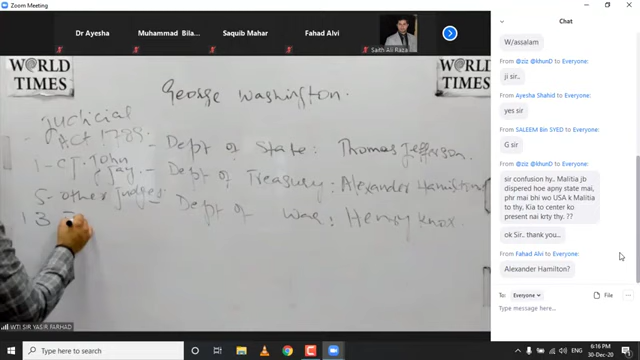 Zoom Meeting
Dr Ayesha
Muhammad Bila...
Saquib Mahar
Fahad Alvi
Saith Ali Raza
W@RLD
TIMES
W@RLD
TIMES
George Washington.
Judicial
Act 1789
- Dept of State : Thomas Jefferson.
1 - CJ. John
Jay.
- Dept of Treasury : Alexander Hamilton
5 - other Judges
Dept of War : Henry Knox.
13
WTI SIR YASIR FARHAD
Chat
W/assalam
From @ziz @khunD to Everyone:
ji sir..
From Ayesha Shahid to Everyone:
yes sir
From SALEEM Bin SYED to Everyone:
G sir
From @ziz @khunD to Everyone:
sir confusion hy.. Malitia jb
dispered hoe apny state mai,
phr mai bhi wo USA k Malitia
to thy, Kia to center ko
present nai krty thy. ??
ok Sir.. thank you...
From Fahad Alvi to Everyone:
Alexander Hamilton?
To: Everyone
File
Type message here...
Type here to search
6:16 PM
30-Dec-20